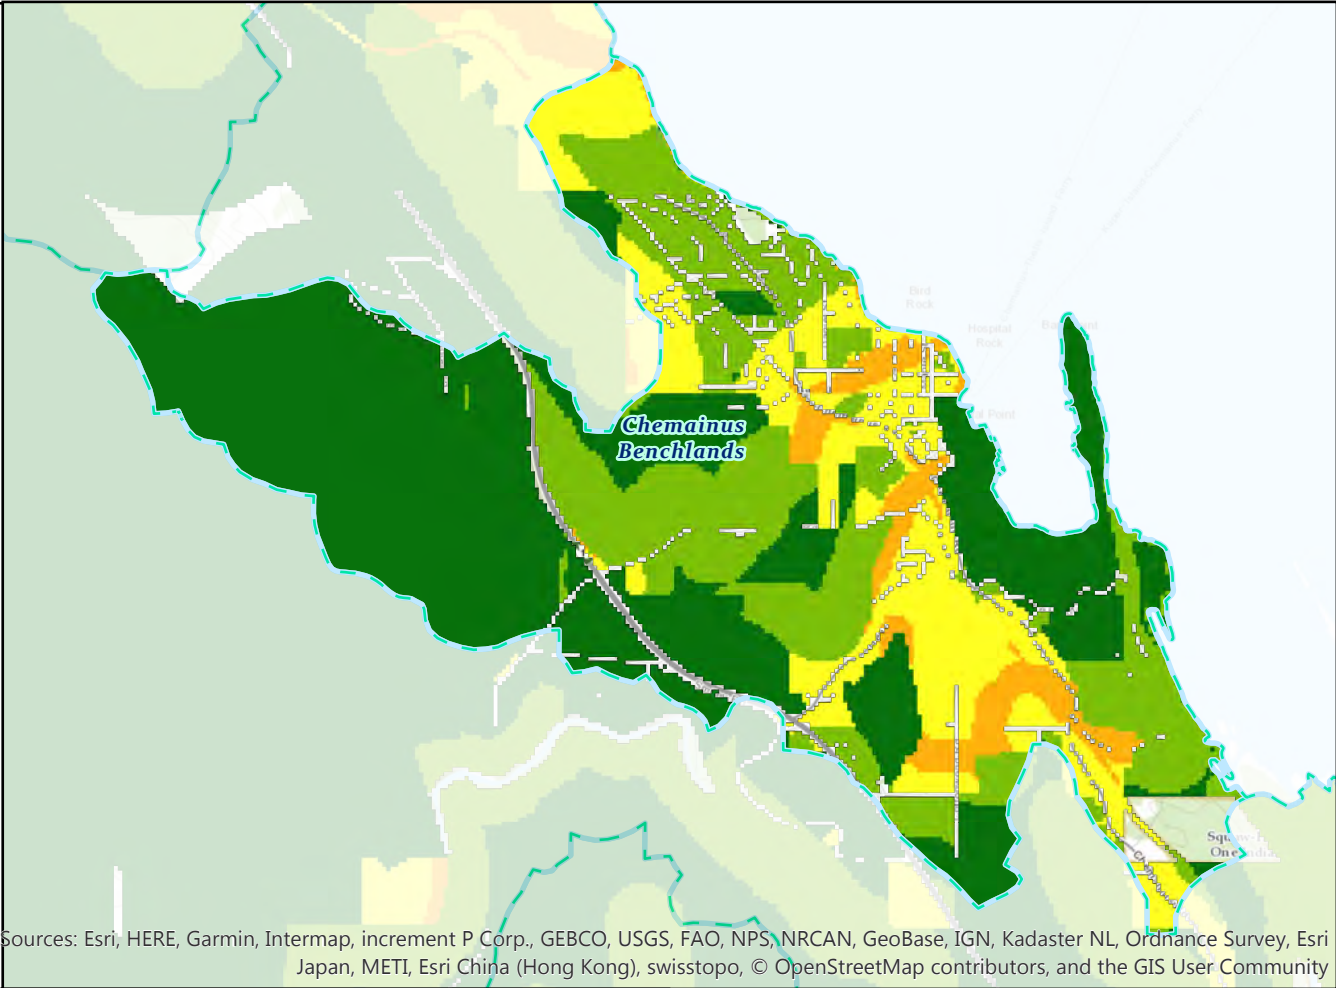 Bird
Rock
Hospital
Rock
Chemainus
Benchlands
Sources: Esri, HERE, Garmin, Intermap, increment P Corp., GEBCO, USGS, FAO, NPS, NRCAN, GeoBase, IGN, Kadaster NL, Ordnance Survey, Esri
Japan, METI, Esri China (Hong Kong), swisstopo, © OpenStreetMap contributors, and the GIS User Community